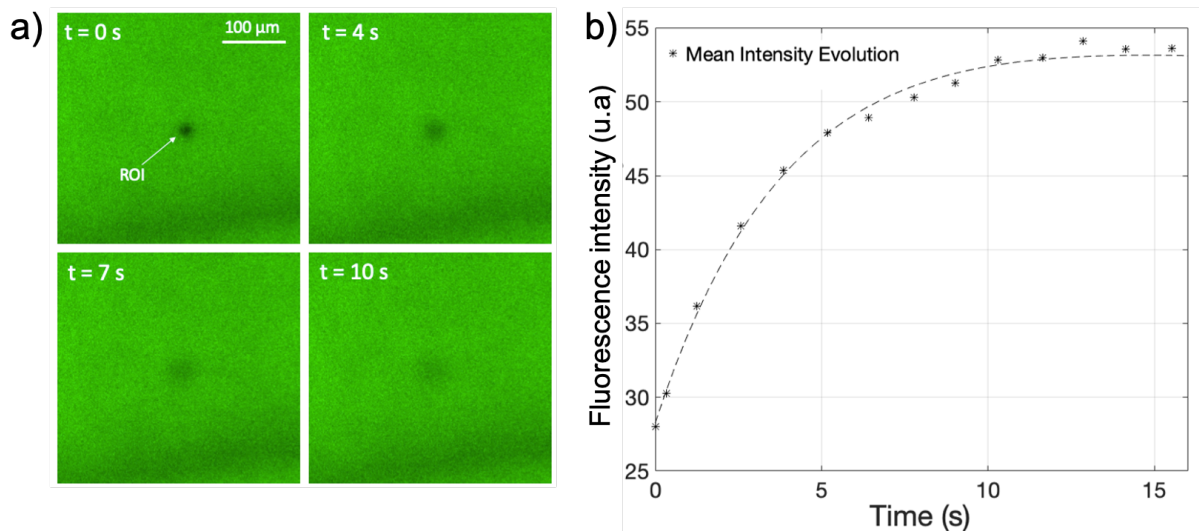 a)
t = 0 s
100 µm
ROI
t = 4 s
t = 7 s
t = 10 s
b)
Mean Intensity Evolution
Fluorescence intensity (u.a)
55
50
45
40
35
30
25
0
5
10
15
Time (s)